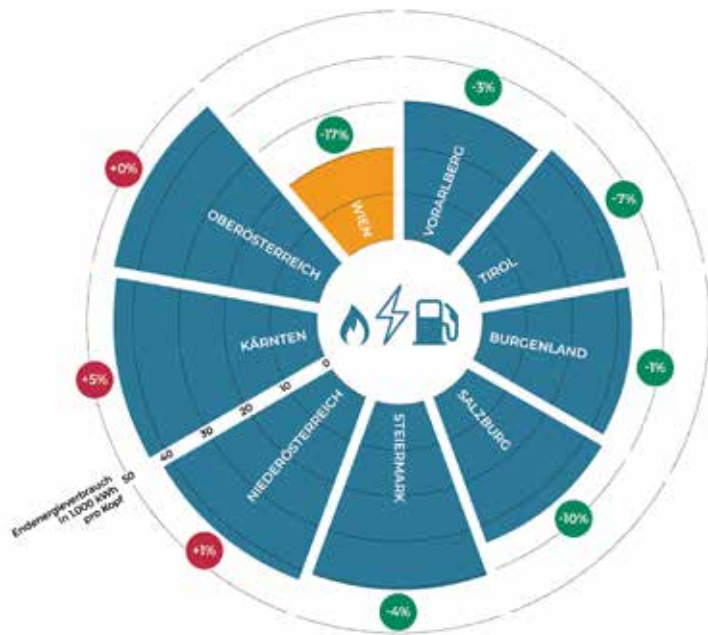 -3%
-17%
+0%
-7%
VORARLBERG
WIEN
OBERÖSTERREICH
TIROL
KÄRNTEN
BURGENLAND
+5%
-1%
0
10
20
30
40
50
SALZBURG
NIEDERÖSTERREICH
STEIERMARK
Endenergieverbrauch
in 1.000 kWh
pro Kopf
-10%
+1%
-4%